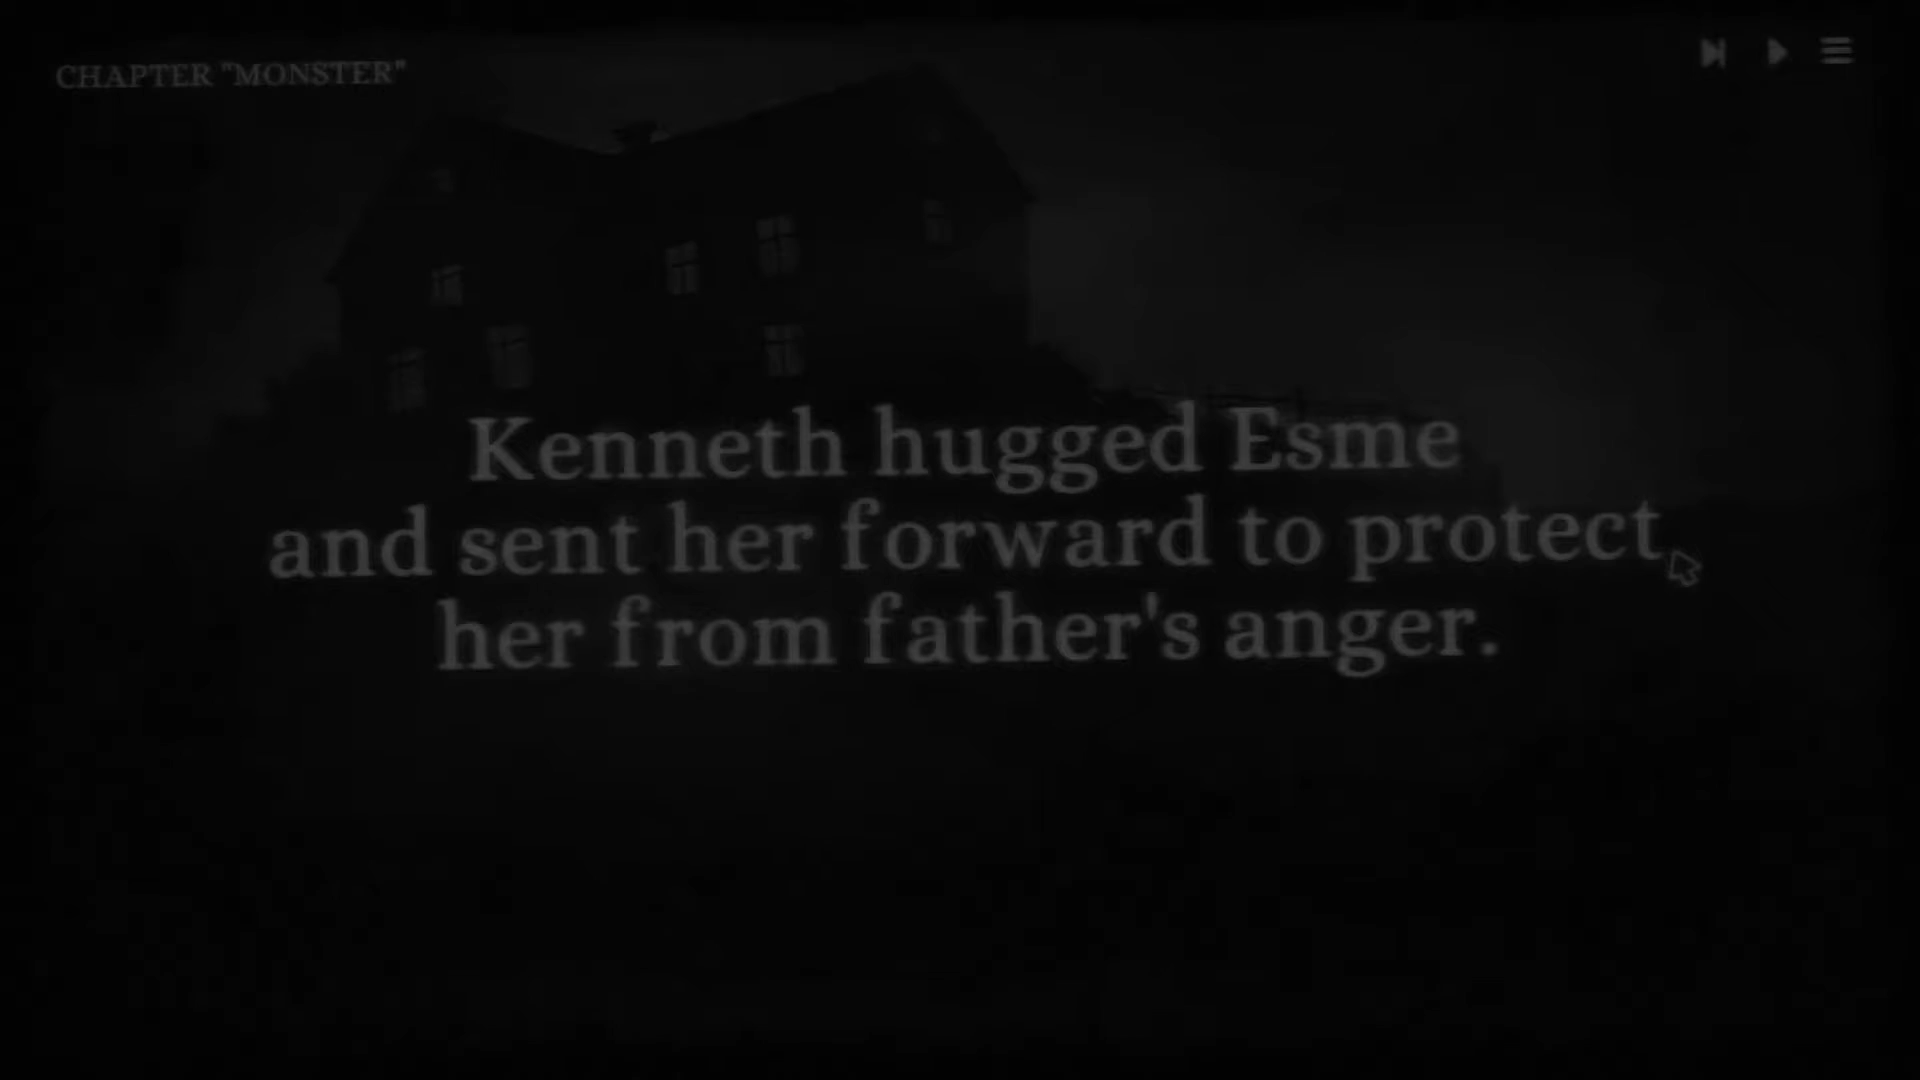 CHAPTER "MONSTER"
Kenneth hugged Esme
and sent her forward to protect
her from father's anger.